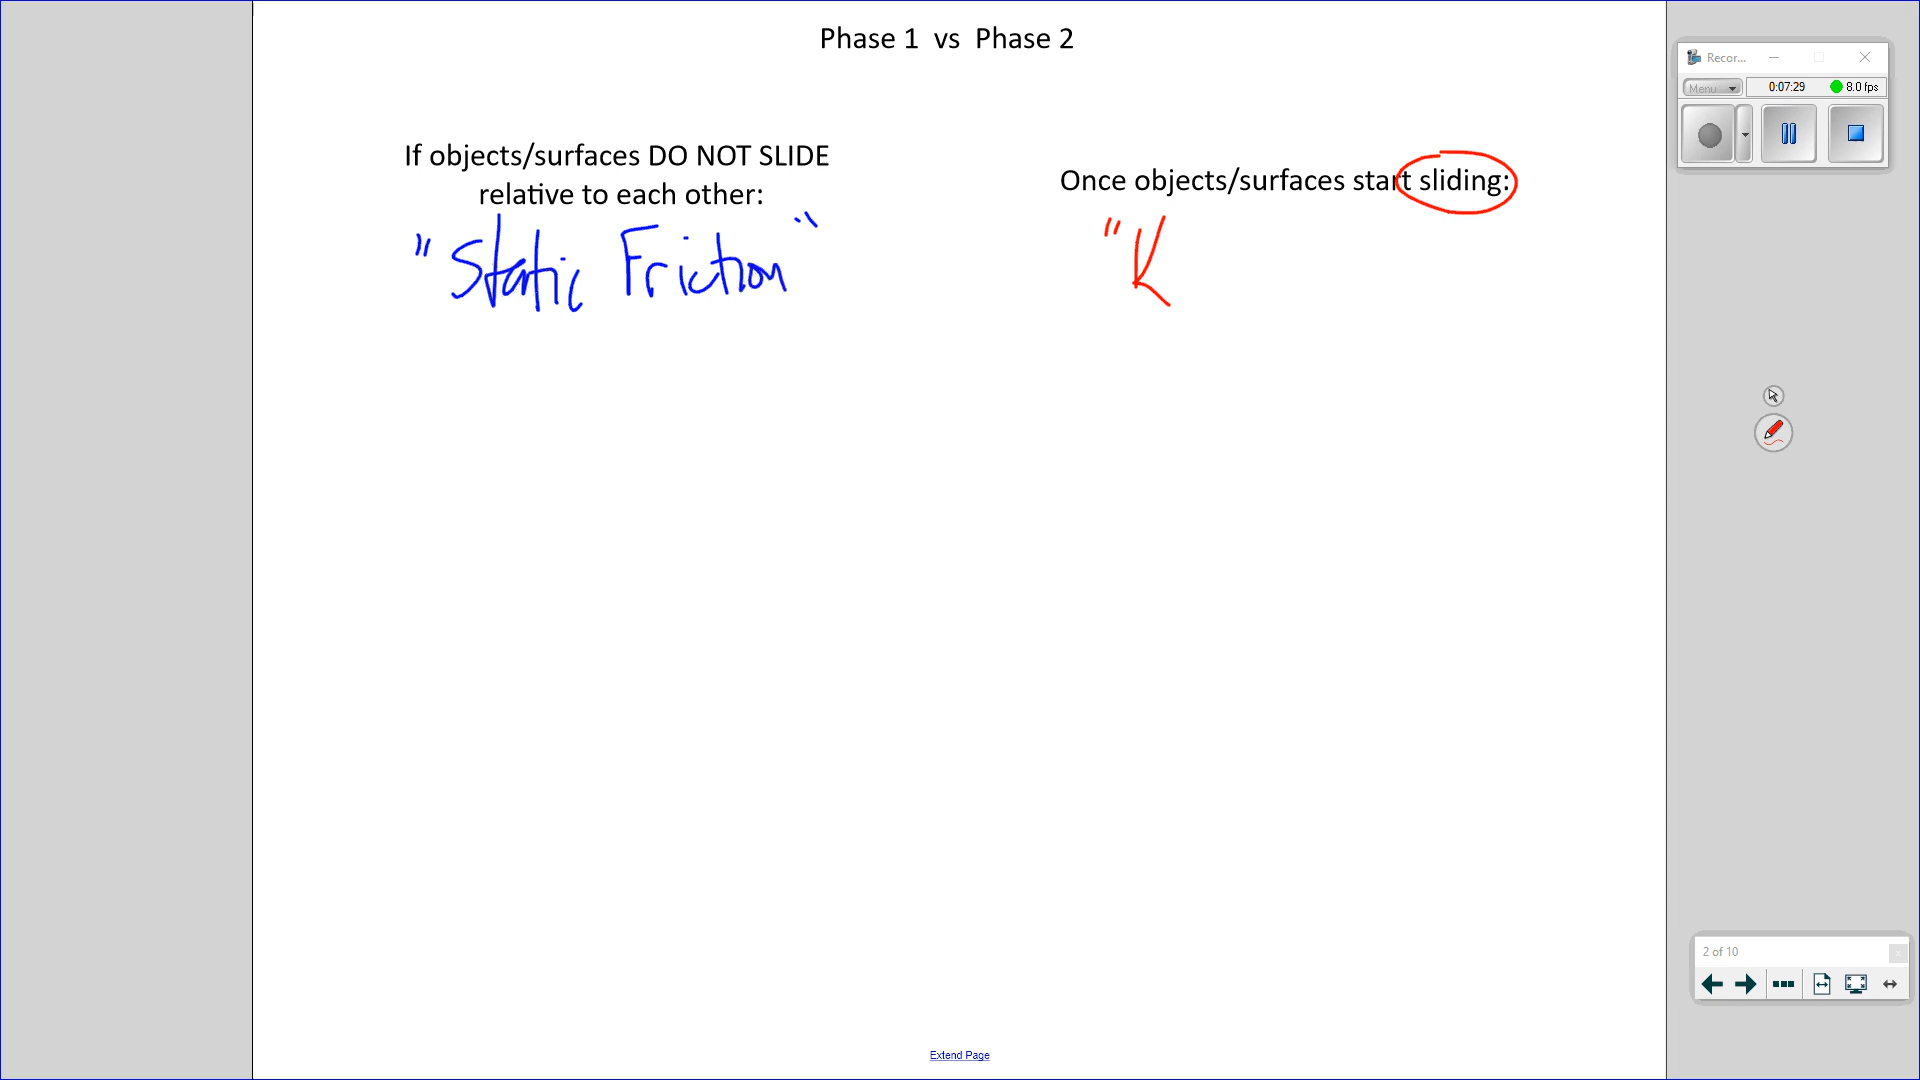 Phase 1 vs Phase 2
If objects/surfaces DO NOT SLIDE
relative to each other:
"Static Friction"
Once objects/surfaces start sliding:
"K
Recor...
Menu
0:07:29
8.0 fps
2 of 10
Extend Page